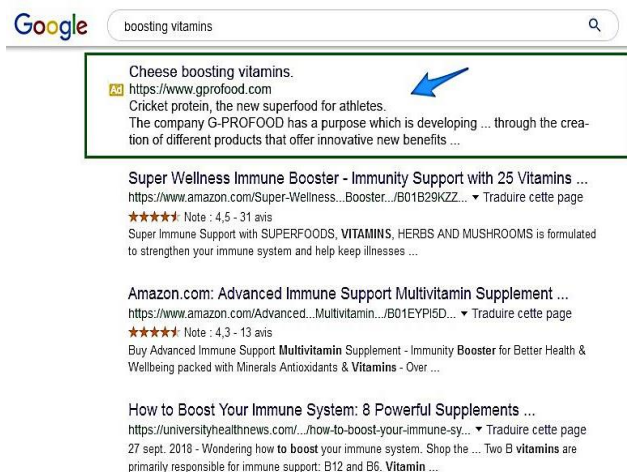 Google boosting vitamins
Cheese boosting vitamins.
Ad https://www.gprofood.com
Cricket protein, the new superfood for athletes.
The company G-PROFOOD has a purpose which is developing ... through the crea-
tion of different products that offer innovative new benefits ...
Super Wellness Immune Booster - Immunity Support with 25 Vitamins ...
https://www.amazon.com/Super-Wellness...Booster.../B01B29KZZ... ▼ Traduire cette page
★★★★★ Note : 4,5 - 31 avis
Super Immune Support with SUPERFOODS, VITAMINS, HERBS AND MUSHROOMS is formulated
to strengthen your immune system and help keep illnesses ...
Amazon.com: Advanced Immune Support Multivitamin Supplement ...
https://www.amazon.com/Advanced...Multivitamin.../B01EYPI5D... ▼ Traduire cette page
★★★★★ Note : 4,3 - 13 avis
Buy Advanced Immune Support Multivitamin Supplement - Immunity Booster for Better Health &
Wellbeing packed with Minerals Antioxidants & Vitamins - Over ...
How to Boost Your Immune System: 8 Powerful Supplements ...
https://universityhealthnews.com/.../how-to-boost-your-immune-sy... ▼ Traduire cette page
27 sept. 2018 - Wondering how to boost your immune system. Shop the ... Two B vitamins are
primarily responsible for immune support: B12 and B6. Vitamin ...